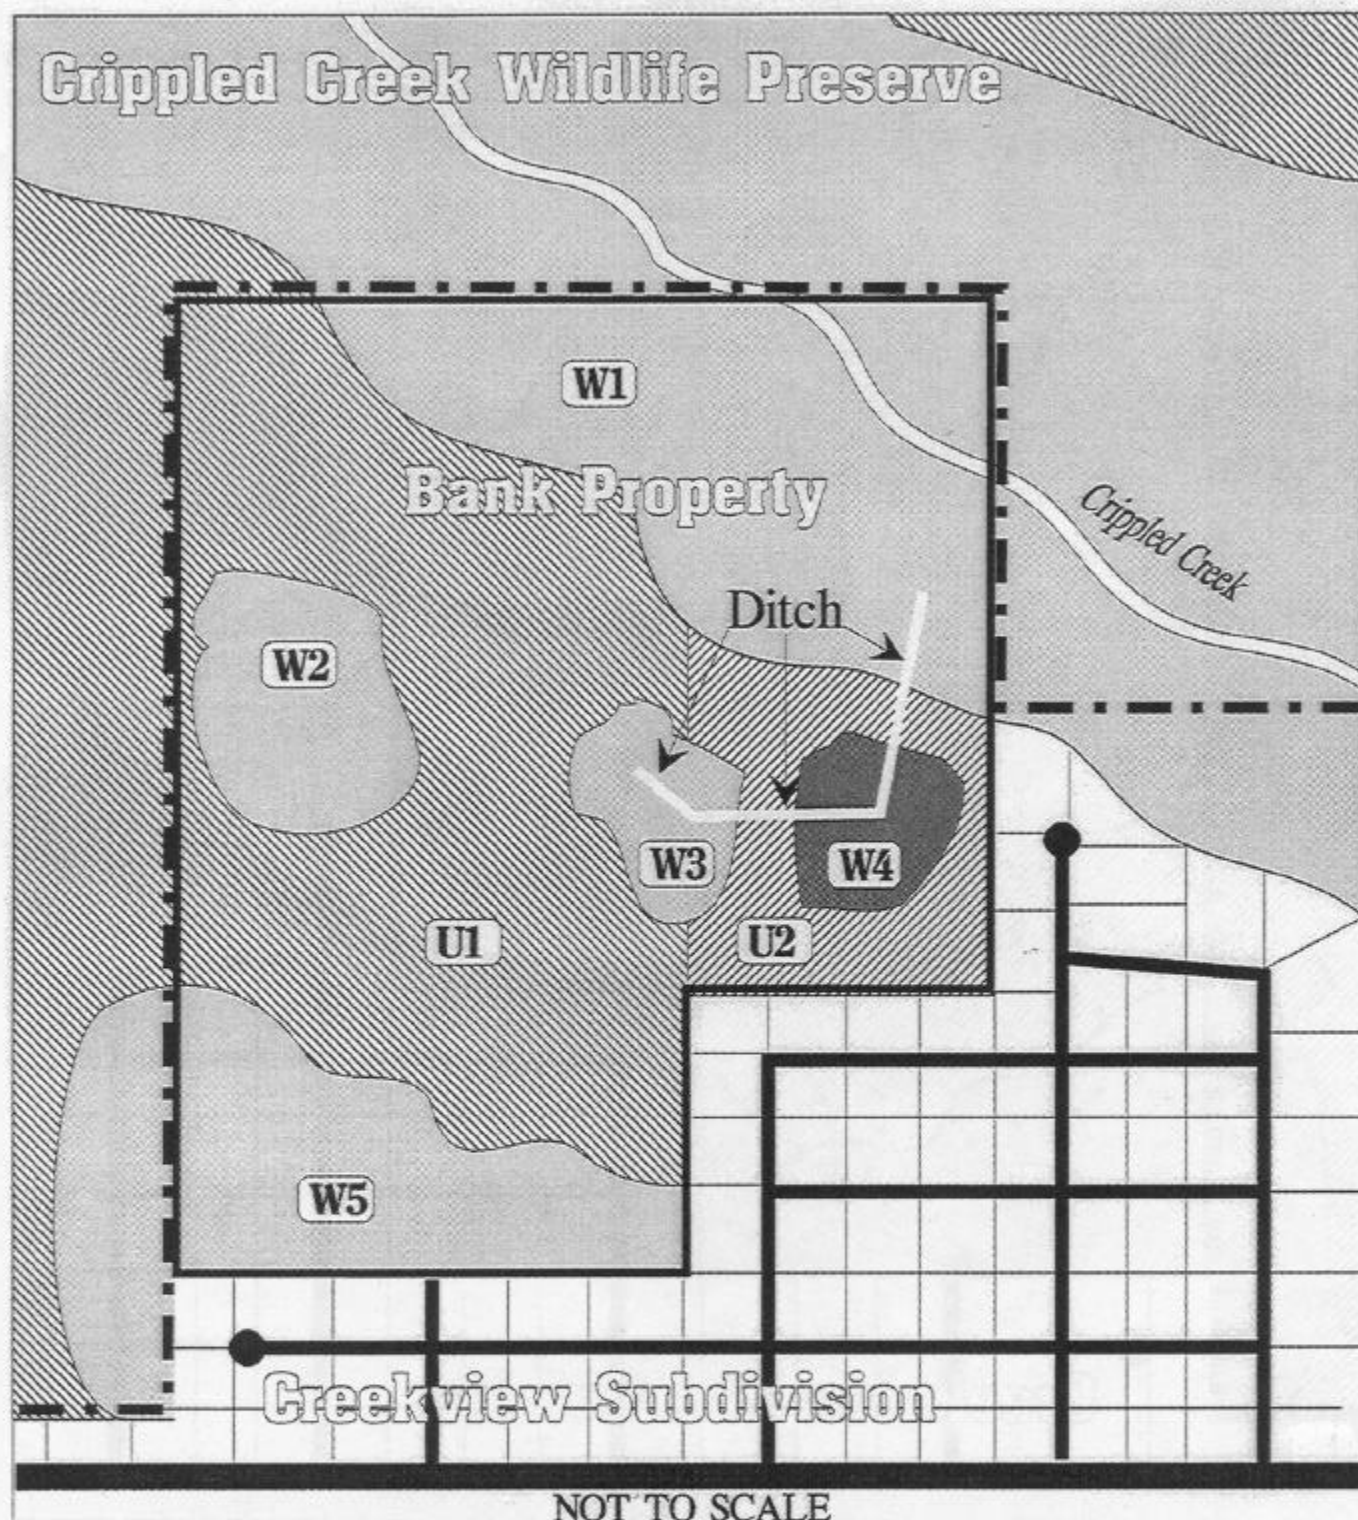 Crippled Creek Wildlife Preserve
W1
Bank Property
Crippled Creek
Ditch
W2
W3
W4
U1
U2
W5
Creekview Subdivision
NOT TO SCALE